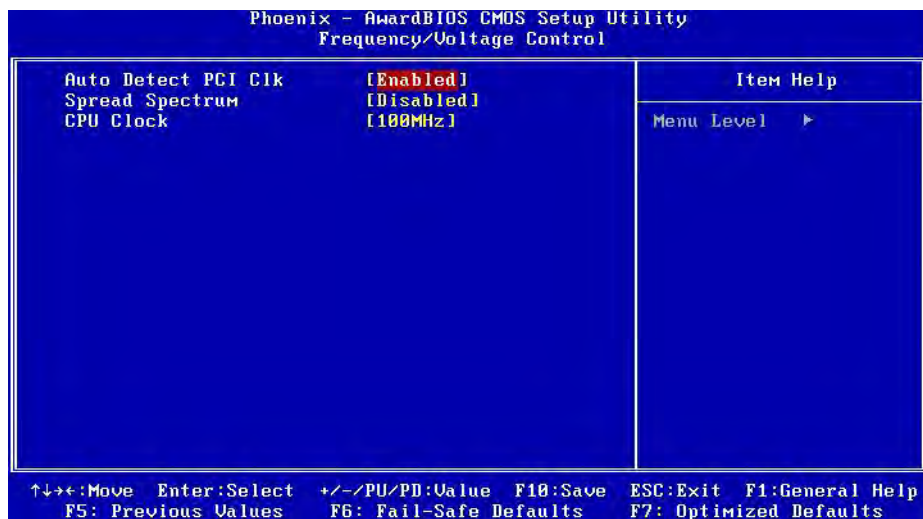 Phoenix - AwardBIOS CMOS Setup Utility
Frequency/Voltage Control
Auto Detect PCI Clk [Enabled]
Spread Spectrum [Disabled]
CPU Clock [100MHz]
Item Help
Menu Level ▶
↑↓→←:Move Enter:Select +/-/PU/PD:Value F10:Save ESC:Exit F1:General Help
F5: Previous Values F6: Fail-Safe Defaults F7: Optimized Defaults